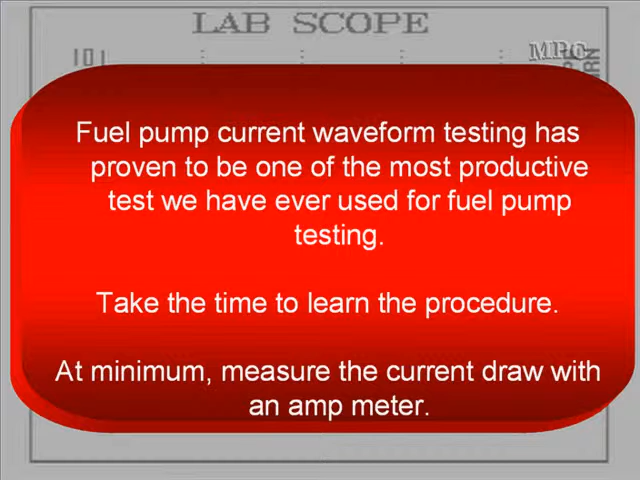 LAB SCOPE
101
MRC
Fuel pump current waveform testing has
proven to be one of the most productive
test we have ever used for fuel pump
testing.
Take the time to learn the procedure.
At minimum, measure the current draw with
an amp meter.